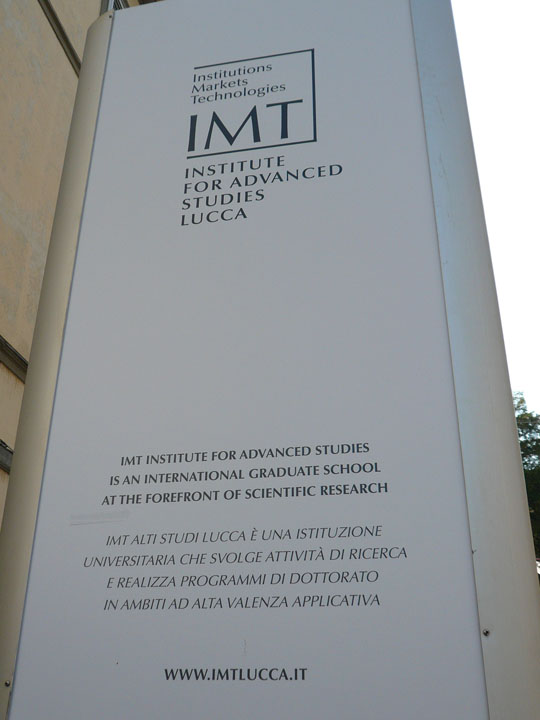 Institutions
Markets
Technologies
IMT
INSTITUTE
FOR ADVANCED
STUDIES
LUCCA
IMT INSTITUTE FOR ADVANCED STUDIES
IS AN INTERNATIONAL GRADUATE SCHOOL
AT THE FOREFRONT OF SCIENTIFIC RESEARCH
IMT ALTI STUDI LUCCA È UNA ISTITUZIONE
UNIVERSITARIA CHE SVOLGE ATTIVITÀ DI RICERCA
E REALIZZA PROGRAMMI DI DOTTORATO
IN AMBITI AD ALTA VALENZA APPLICATIVA
WWW.IMTLUCCA.IT